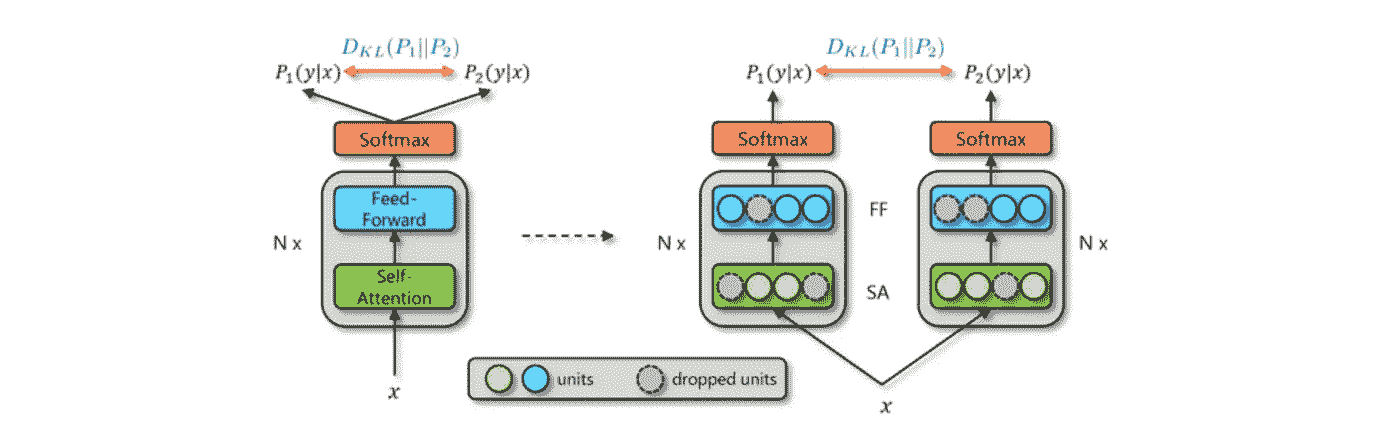 D_{KL}(P_1||P_2)
P_1(y|x)
P_2(y|x)
Softmax
Feed-
Forward
N x
Self-
Attention
x
D_{KL}(P_1||P_2)
P_1(y|x)
P_2(y|x)
Softmax
Softmax
FF
N x
N x
SA
units
dropped units
x